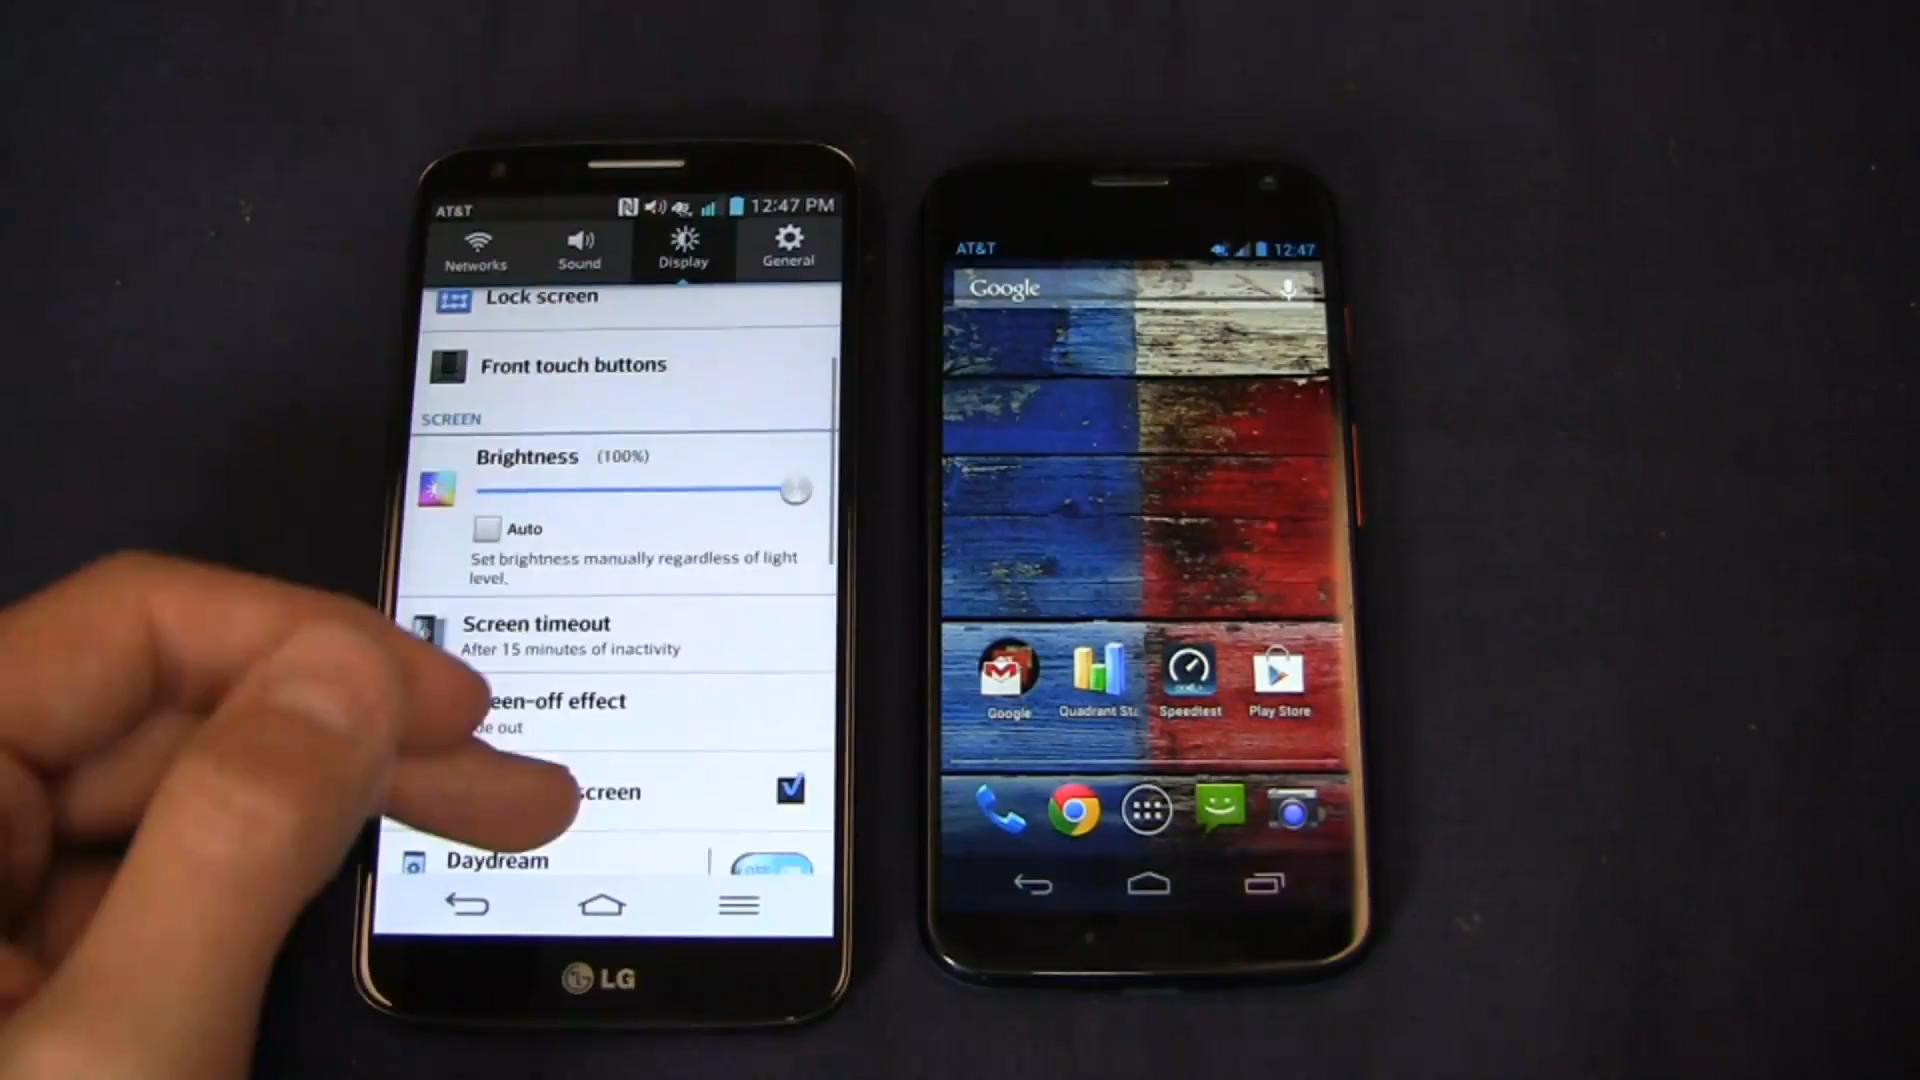 AT&T 12:47 PM
Networks Sound Display General
Lock screen
Front touch buttons
SCREEN
Brightness (100%)
Auto
Set brightness manually regardless of light
level.
Screen timeout
After 15 minutes of inactivity
een-off effect
de out
screen
Daydream
LG
AT&T 12:47
Google
Google Quadrant Sta Speedtest Play Store